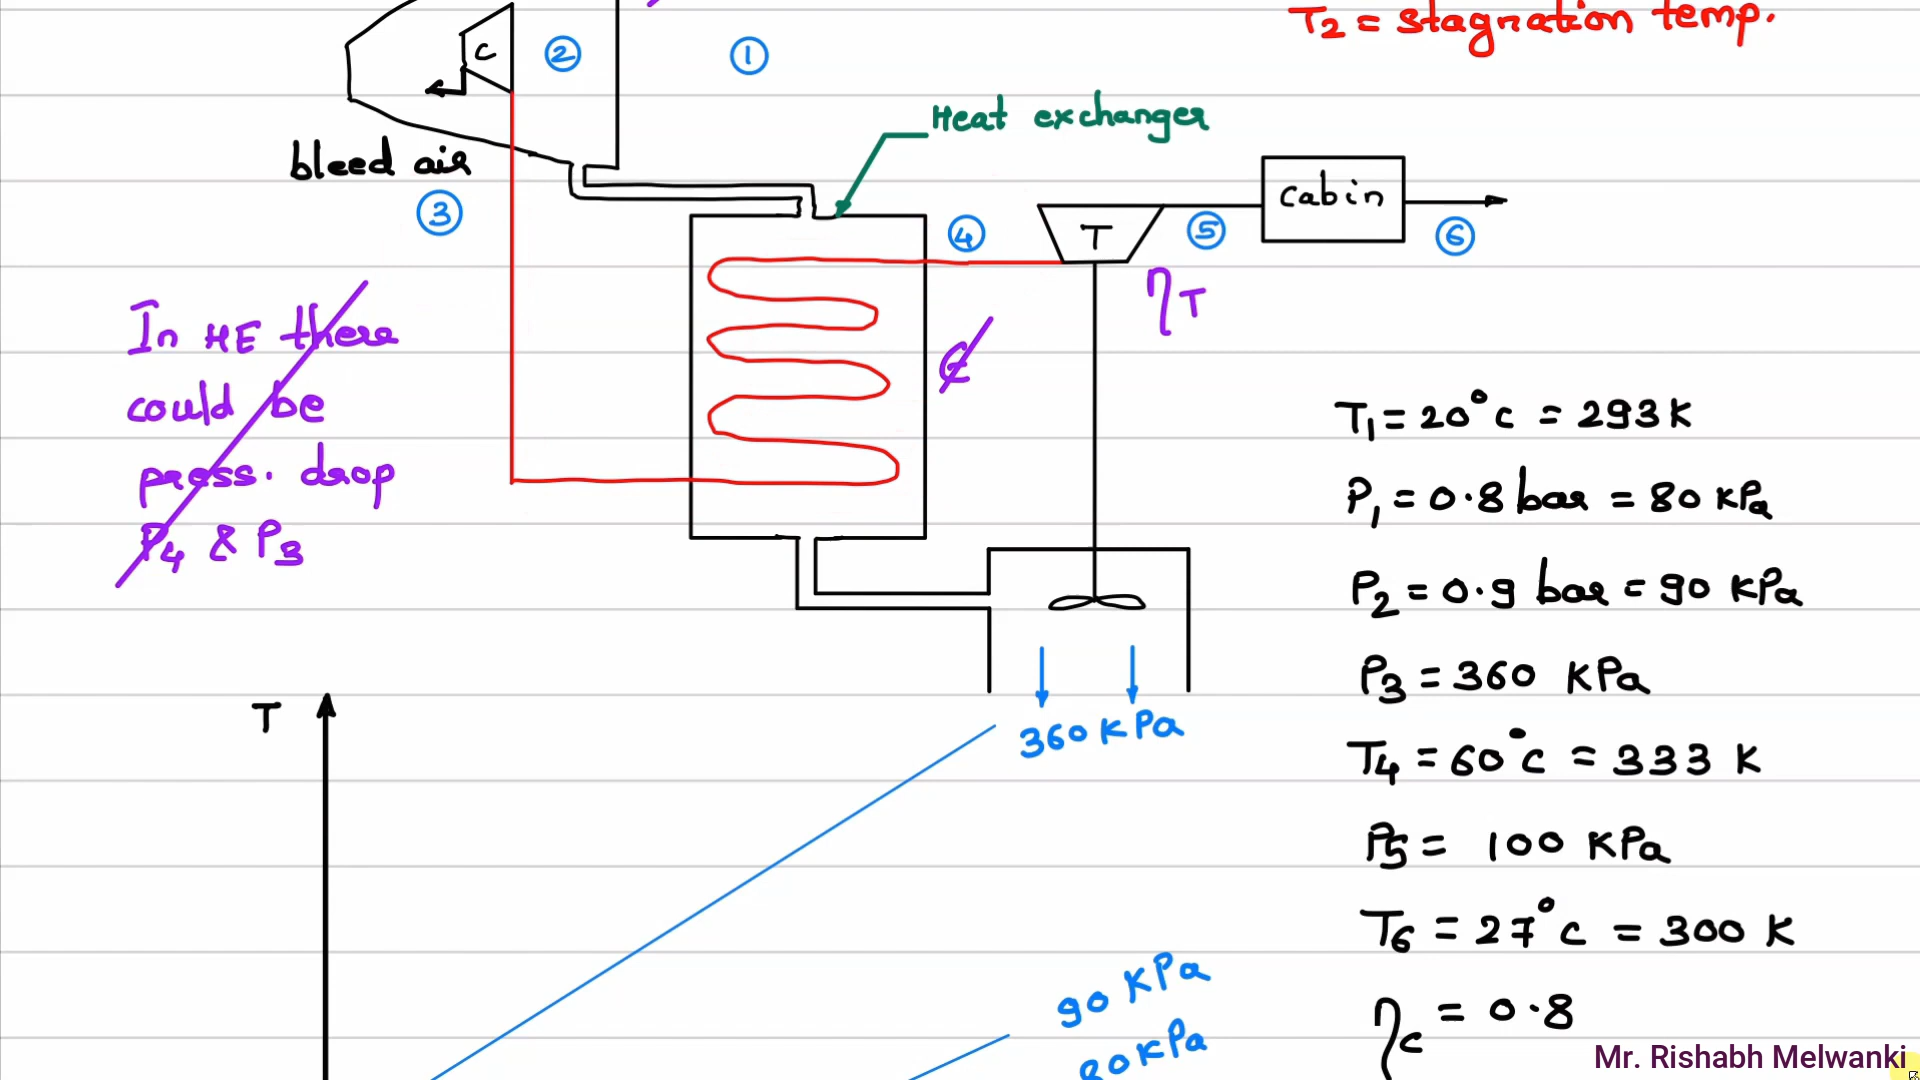 T2 = stagnation temp.
C
②
①
Heat exchanger
bleed air
③
④
T
⑤
cabin
⑥
ηT
In HE there
could be
press. drop
P4 & P3
T1 = 20°c = 293K
P1 = 0.8 bar = 80 KPa
P2 = 0.9 bar = 90 KPa
P3 = 360 KPa
T4 = 60°c = 333 K
P5 = 100 KPa
T6 = 27°c = 300 K
ηc = 0.8
360 KPa
T
90 KPa
80 KPa
Mr. Rishabh Melwanki